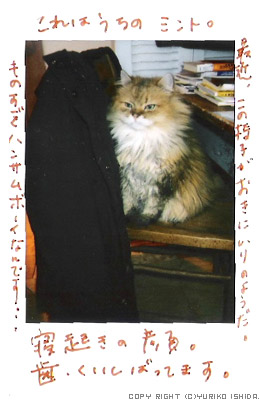 これはうちの ミント。
最近、この椅子がおきにいりのようだ。
ものすごくハンサムボーイなんです・・・
寝起きの顔。
歯、くいしばってます。
COPY RIGHT (C)YURIKO ISHIDA.